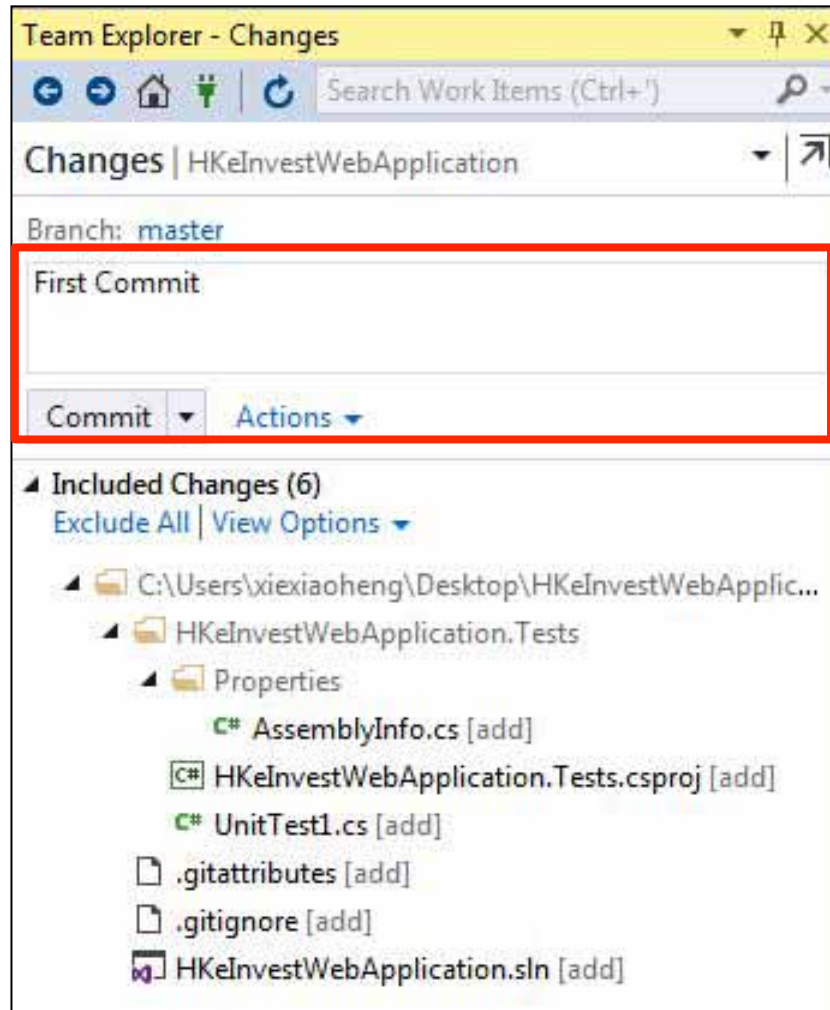 Team Explorer - Changes
Search Work Items (Ctrl+')
Changes | HKeInvestWebApplication
Branch: master
First Commit
Commit Actions
Included Changes (6)
Exclude All | View Options
C:\Users\xiexiaoheng\Desktop\HKeInvestWebApplic...
HKeInvestWebApplication.Tests
Properties
C# AssemblyInfo.cs [add]
C# HKeInvestWebApplication.Tests.csproj [add]
C# UnitTest1.cs [add]
.gitattributes [add]
.gitignore [add]
HKeInvestWebApplication.sln [add]